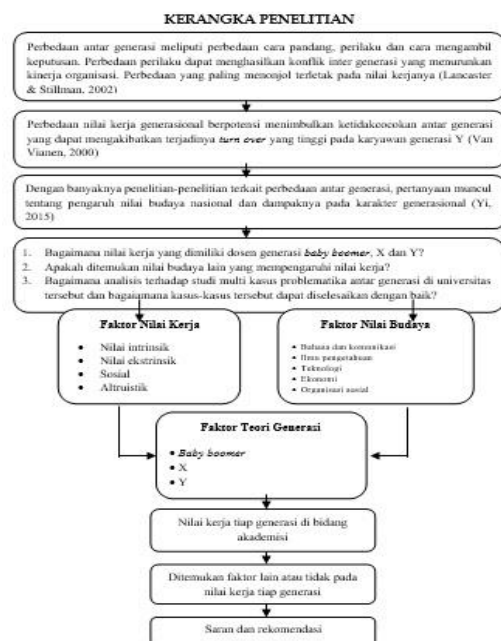 KERANGKA PENELITIAN
Perbedaan antar generasi meliputi perbedaan cara pandang, perilaku dan cara mengambil
keputusan. Perbedaan perilaku dapat menghasilkan konflik inter generasi yang menurunkan
kinerja organisasi. Perbedaan yang paling menonjol terletak pada nilai kerjanya (Lancaster
& Stillman, 2002)
Perbedaan nilai kerja generasional berpotensi menimbulkan ketidakcocokan antar generasi
yang dapat mengakibatkan terjadinya turn over yang tinggi pada karyawan generasi Y (Van
Vianen, 2000)
Dengan banyaknya penelitian-penelitian terkait perbedaan antar generasi, pertanyaan muncul
tentang pengaruh nilai budaya nasional dan dampaknya pada karakter generasional (Yi,
2015)
1. Bagaimana nilai kerja yang dimiliki dosen generasi baby boomer, X dan Y?
2. Apakah ditemukan nilai budaya lain yang mempengaruhi nilai kerja?
3. Bagaimana analisis terhadap studi multi kasus problematika antar generasi di universitas
tersebut dan bagaimana kasus-kasus tersebut dapat diselesaikan dengan baik?
Faktor Nilai Kerja
• Nilai intrinsik
• Nilai ekstrinsik
• Sosial
• Altruistik
Faktor Nilai Budaya
• Bahasa dan komunikasi
• Ilmu pengetahuan
• Teknologi
• Ekonomi
• Organisasi sosial
Faktor Teori Generasi
• Baby boomer
• X
• Y
Nilai kerja tiap generasi di bidang
akademisi
Ditemukan faktor lain atau tidak pada
nilai kerja tiap generasi
Saran dan rekomendasi